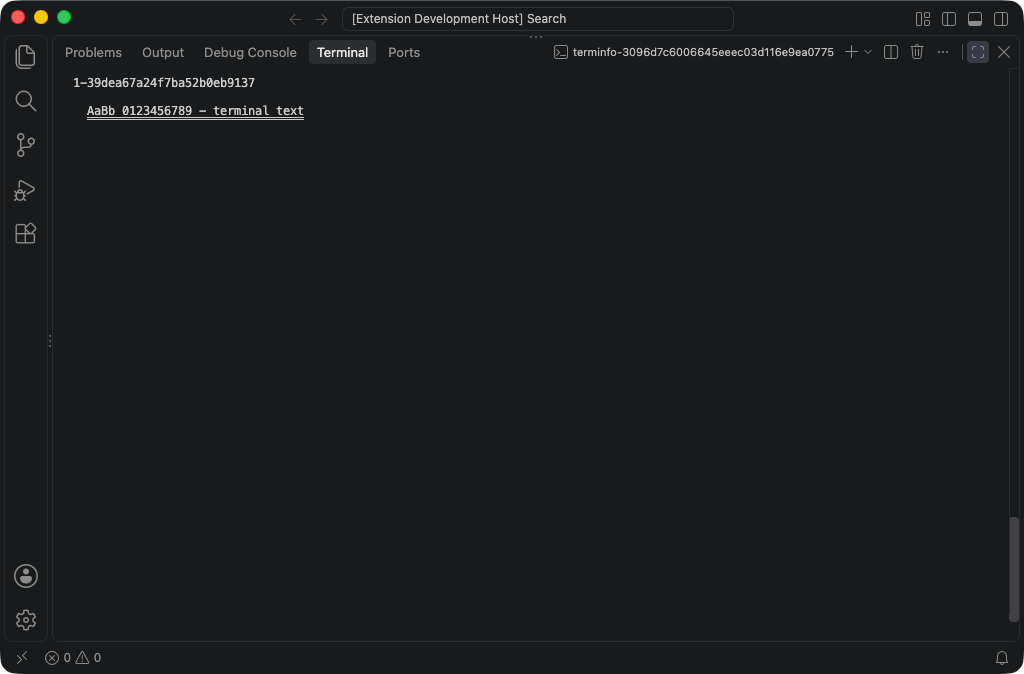 [Extension Development Host] Search
Problems Output Debug Console Terminal Ports terminfo-3096d7c6006645eeec03d116e9ea0775
1-39dea67a24f7ba52b0eb9137
AaBb 0123456789 - terminal text
0 0